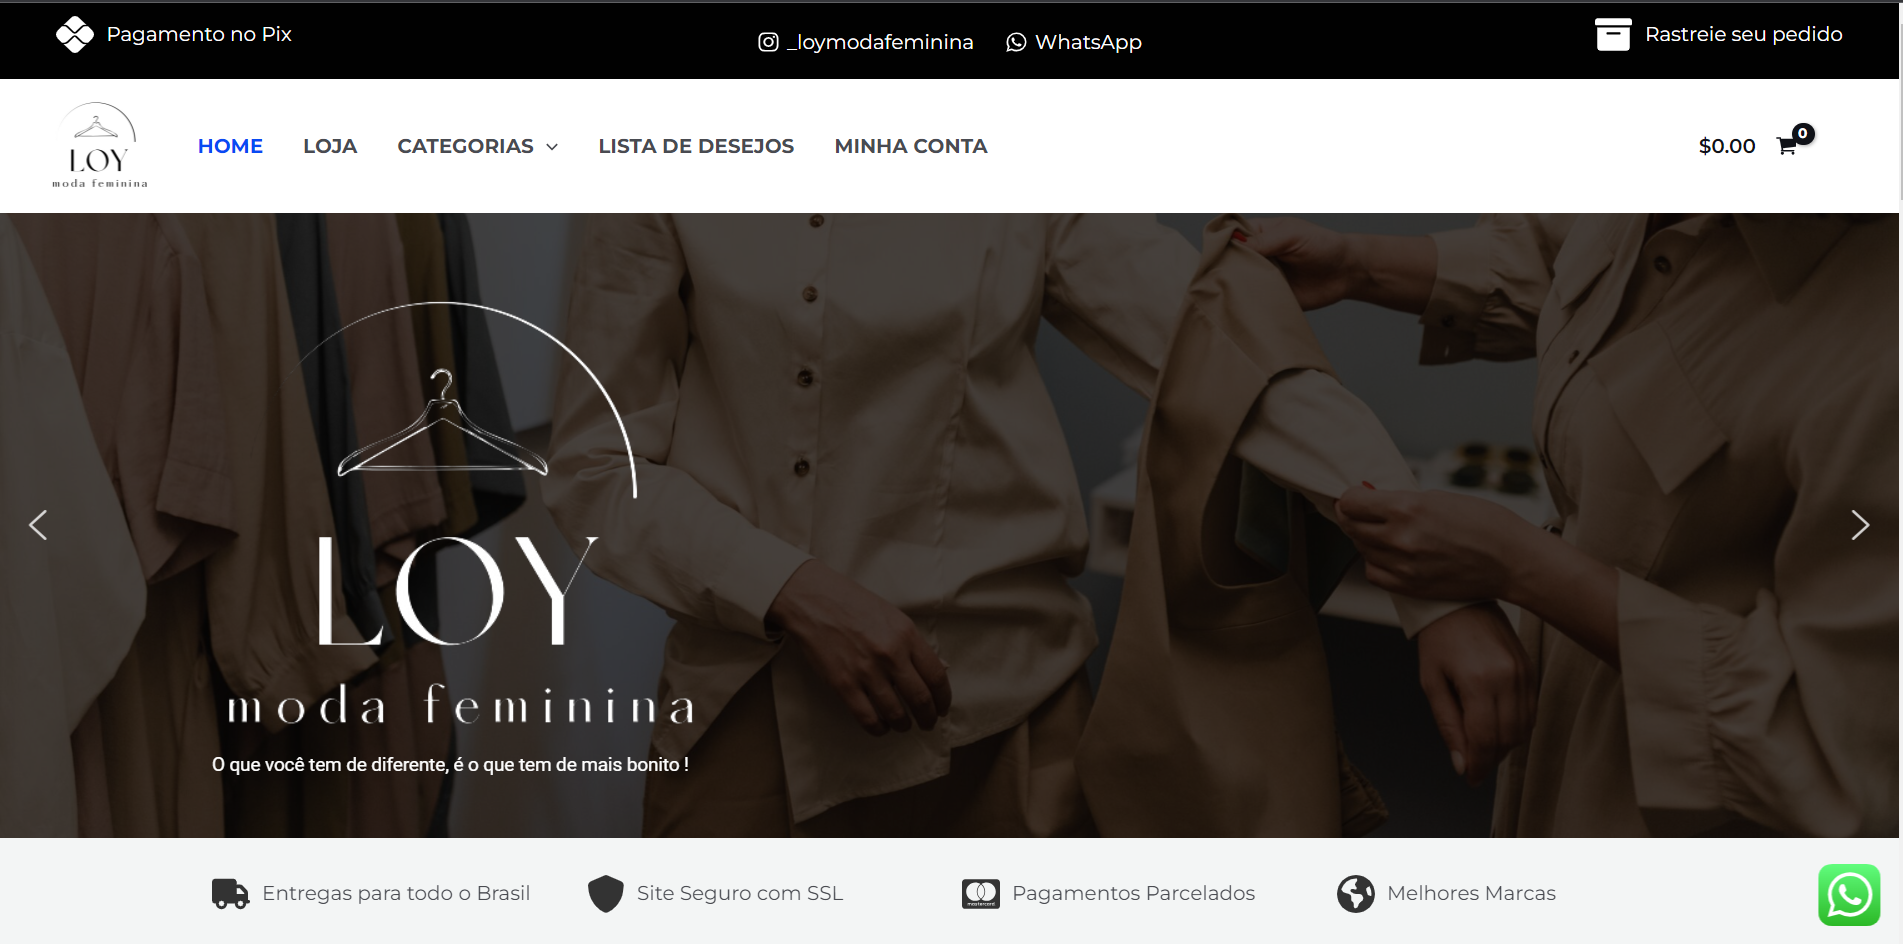 Pagamento no Pix
_loymodafeminina
WhatsApp
Rastreie seu pedido
LOY
moda feminina
HOME
LOJA
CATEGORIAS
LISTA DE DESEJOS
MINHA CONTA
$0.00
0
LOY
moda feminina
O que você tem de diferente, é o que tem de mais bonito !
Entregas para todo o Brasil
Site Seguro com SSL
mastercard
Pagamentos Parcelados
Melhores Marcas